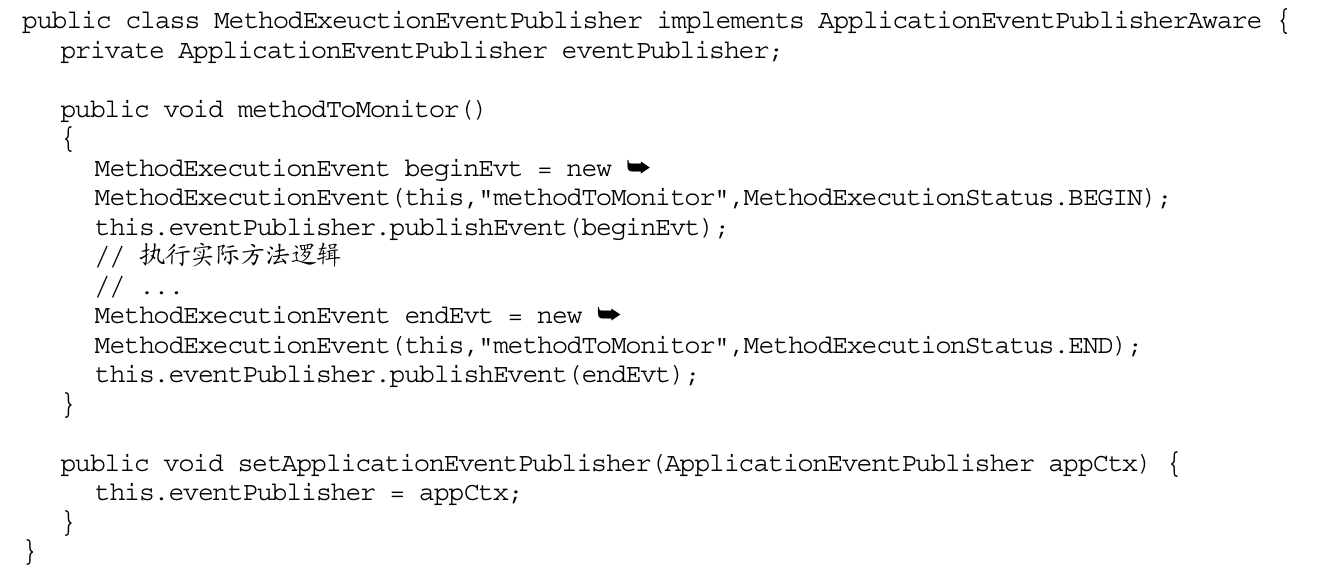 public class MethodExeuctionEventPublisher implements ApplicationEventPublisherAware {
private ApplicationEventPublisher eventPublisher;
public void methodToMonitor()
{
MethodExecutionEvent beginEvt = new ➥
MethodExecutionEvent(this,"methodToMonitor",MethodExecutionStatus.BEGIN);
this.eventPublisher.publishEvent(beginEvt);
// 执行实际方法逻辑
// ...
MethodExecutionEvent endEvt = new ➥
MethodExecutionEvent(this,"methodToMonitor",MethodExecutionStatus.END);
this.eventPublisher.publishEvent(endEvt);
}
public void setApplicationEventPublisher(ApplicationEventPublisher appCtx) {
this.eventPublisher = appCtx;
}
}